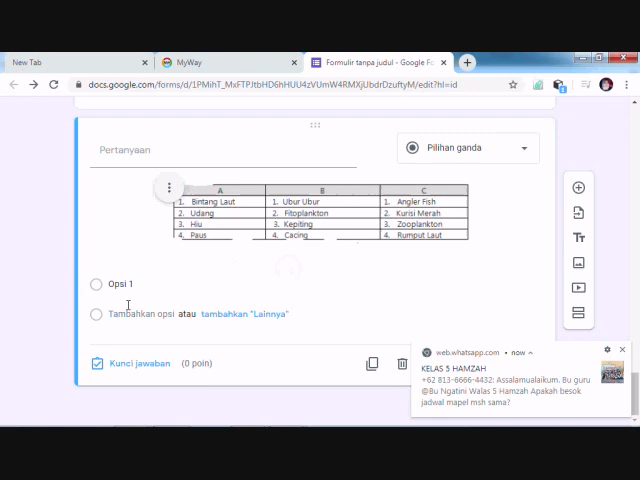 New Tab
MyWay
Formulir tanpa judul - Google Fo
docs.google.com/forms/d/1PMihT_MxFTPJtbHD6hHUU4zVUmW4RMXjUbdrDzuftyM/edit?hl=id
Pertanyaan
Pilihan ganda
A B C
1. Bintang Laut 1. Ubur Ubur 1. Angler Fish
2. Udang 2. Fitoplankton 2. Kurisi Merah
3. Hiu 3. Kepiting 3. Zooplankton
4. Paus 4. Cacing 4. Rumput Laut
Opsi 1
Tambahkan opsi atau tambahkan "Lainnya"
Kunci jawaban (0 poin)
web.whatsapp.com • now
KELAS 5 HAMZAH
+62 813-6666-4432: Assalamualaikum. Bu guru
@Bu Ngatini Walas 5 Hamzah Apakah besok
jadwal mapel msh sama?